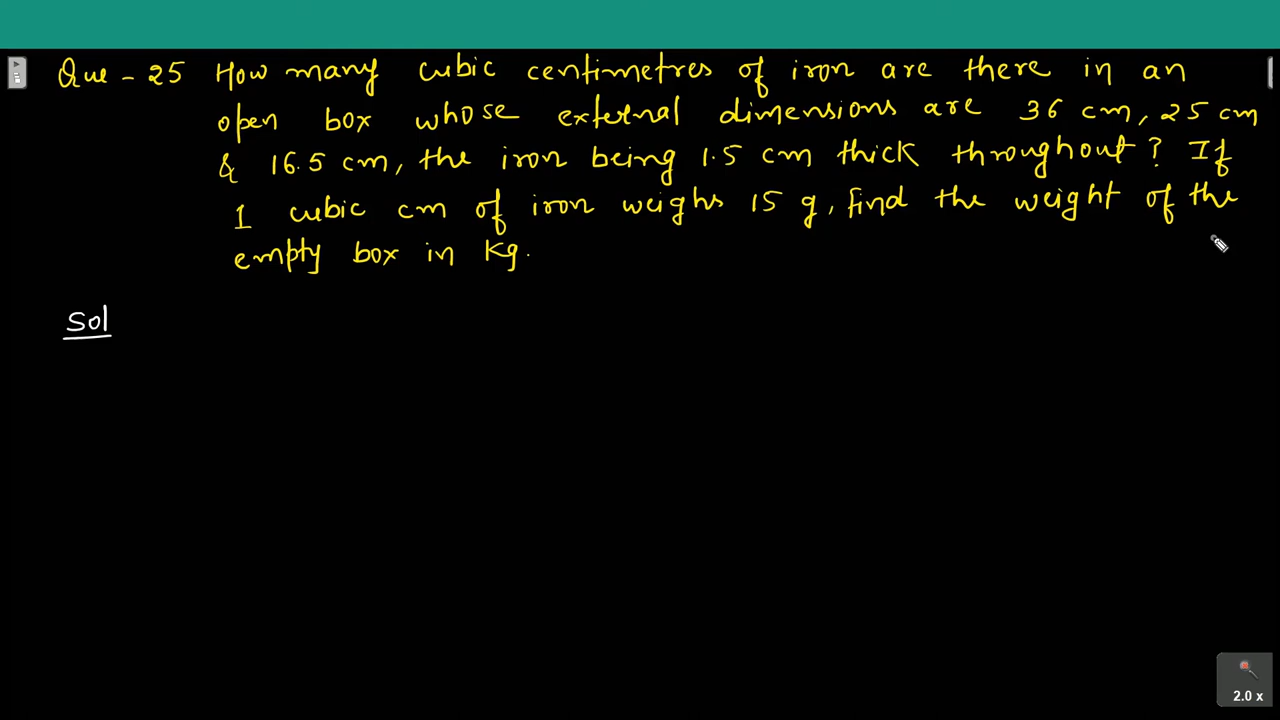 Que - 25 How many cubic centimetres of iron are there in an
open box whose external dimensions are 36 cm, 25 cm
& 16.5 cm, the iron being 1.5 cm thick throughout? If
1 cubic cm of iron weighs 15 g, find the weight of the
empty box in kg.
Sol
2.0 x